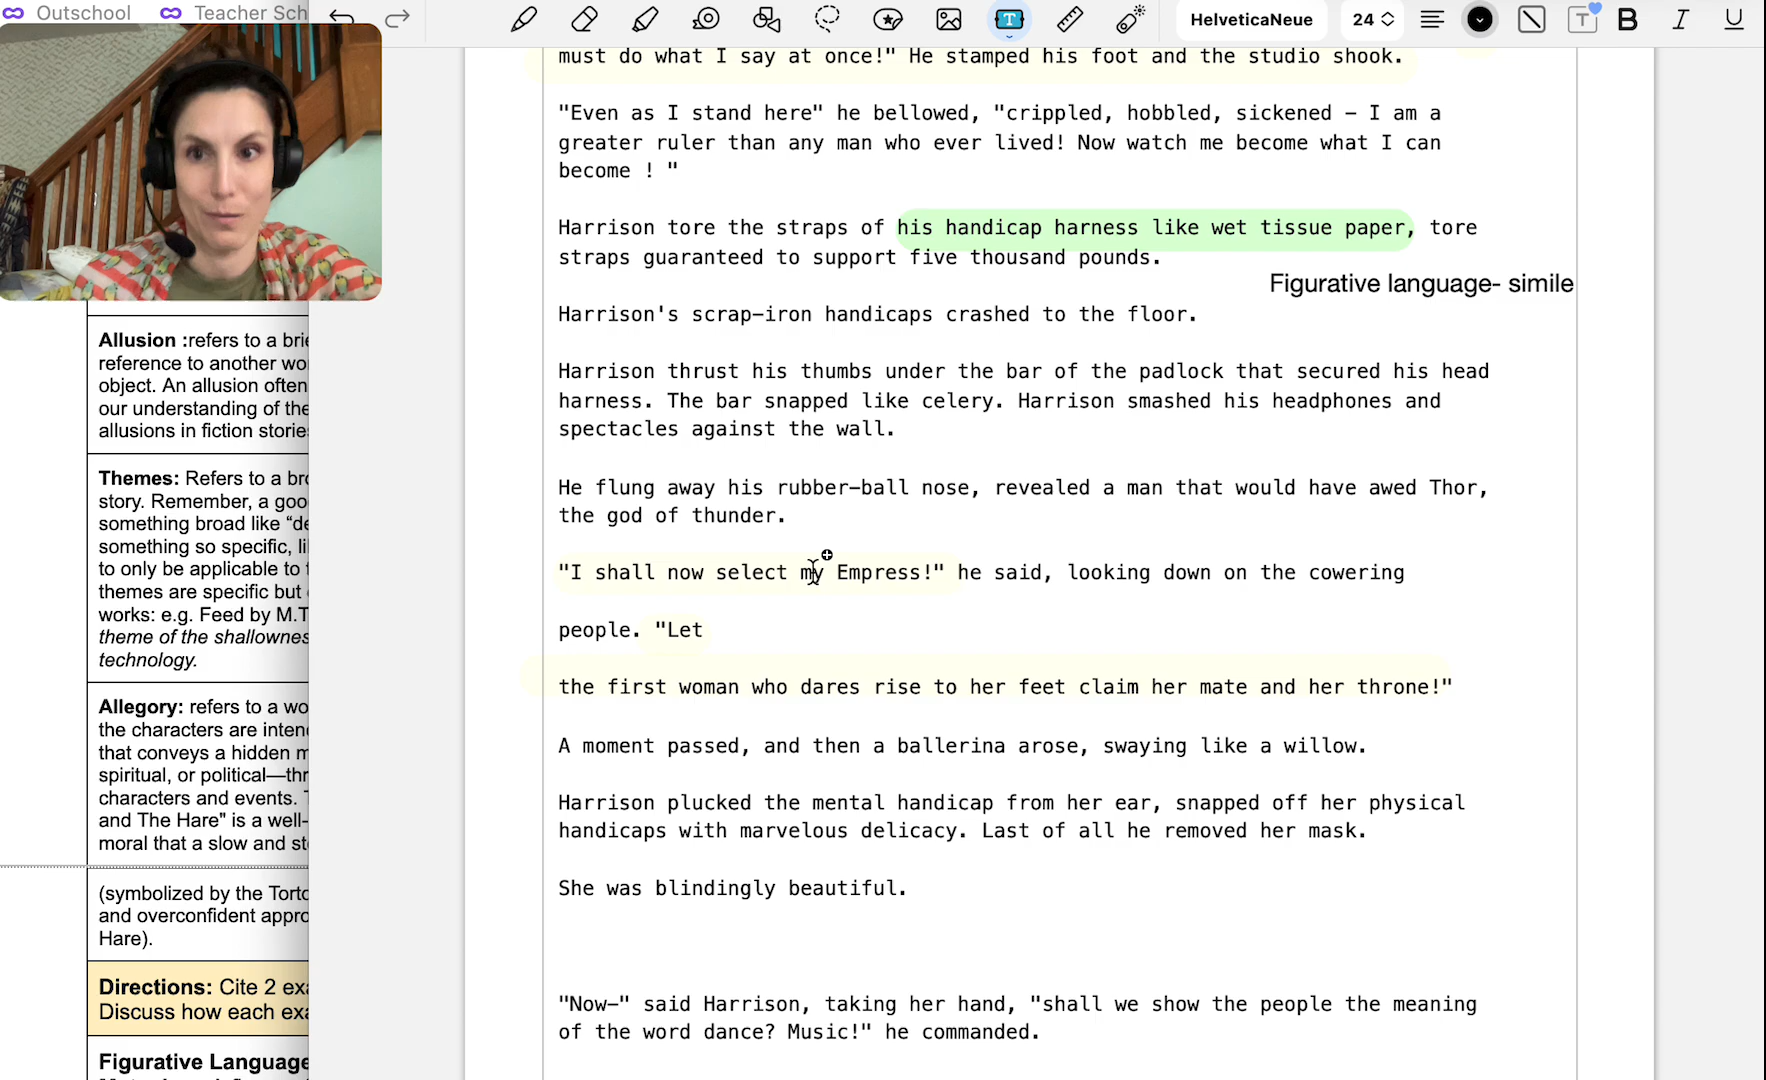 Outschool
Teacher Sch
HelveticaNeue
24
B
I
U
must do what I say at once!" He stamped his foot and the studio shook.
"Even as I stand here" he bellowed, "crippled, hobbled, sickened – I am a
greater ruler than any man who ever lived! Now watch me become what I can
become ! "
Harrison tore the straps of his handicap harness like wet tissue paper, tore
straps guaranteed to support five thousand pounds.
Figurative language- simile
Harrison's scrap–iron handicaps crashed to the floor.
Harrison thrust his thumbs under the bar of the padlock that secured his head
harness. The bar snapped like celery. Harrison smashed his headphones and
spectacles against the wall.
He flung away his rubber–ball nose, revealed a man that would have awed Thor,
the god of thunder.
"I shall now select my Empress!" he said, looking down on the cowering
people. "Let
the first woman who dares rise to her feet claim her mate and her throne!"
A moment passed, and then a ballerina arose, swaying like a willow.
Harrison plucked the mental handicap from her ear, snapped off her physical
handicaps with marvelous delicacy. Last of all he removed her mask.
She was blindingly beautiful.
"Now–" said Harrison, taking her hand, "shall we show the people the meaning
of the word dance? Music!" he commanded.
Allusion :refers to a brie
reference to another wo
object. An allusion often
our understanding of the
allusions in fiction storie
Themes: Refers to a bro
story. Remember, a goo
something broad like “de
something so specific, li
to only be applicable to t
themes are specific but
works: e.g. Feed by M.T
theme of the shallownes
technology.
Allegory: refers to a wo
the characters are inten
that conveys a hidden m
spiritual, or political—thr
characters and events. T
and The Hare" is a well-
moral that a slow and st
(symbolized by the Torto
and overconfident appro
Hare).
Directions: Cite 2 exa
Discuss how each exa
Figurative Language